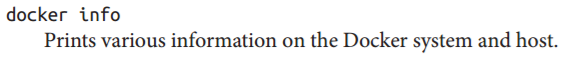 docker info
Prints various information on the Docker system and host.